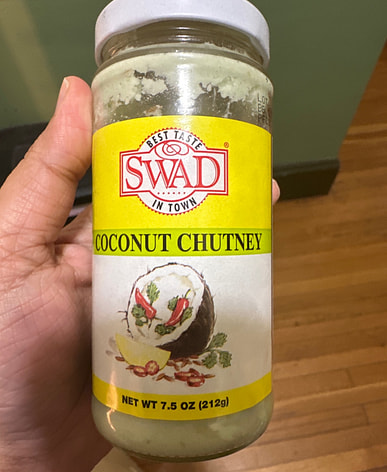 BEST TASTE
SWAD®
IN TOWN
COCONUT CHUTNEY
NET WT 7.5 OZ (212g)